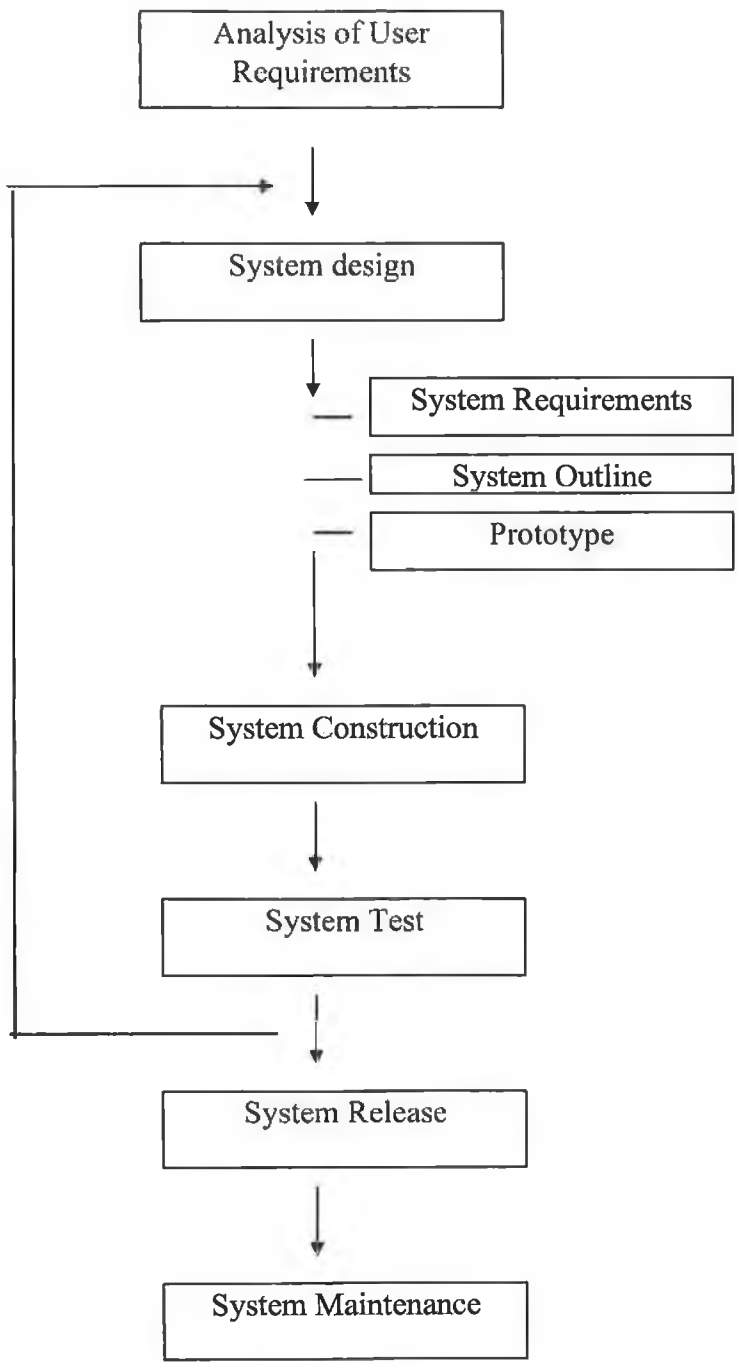 Analysis of User
Requirements
System design
System Requirements
System Outline
Prototype
System Construction
System Test
System Release
System Maintenance